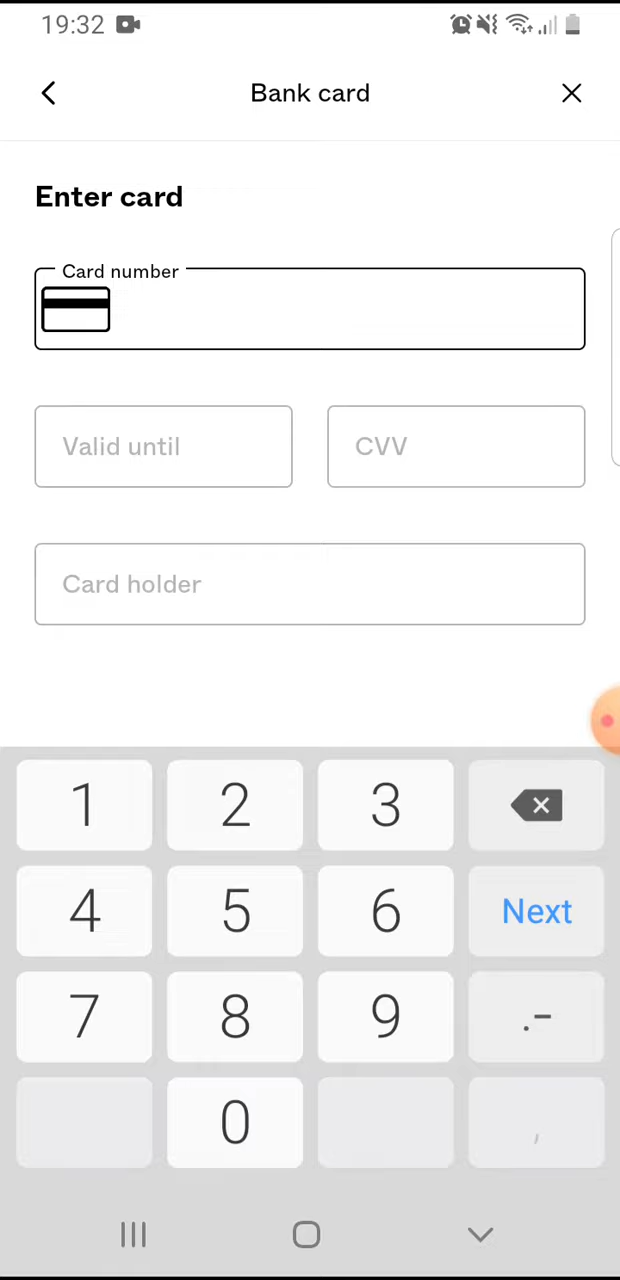 19:32
Bank card
Enter card
Card number
Valid until
CVV
Card holder
1 2 3
4 5 6 Next
7 8 9 .-
0 ,